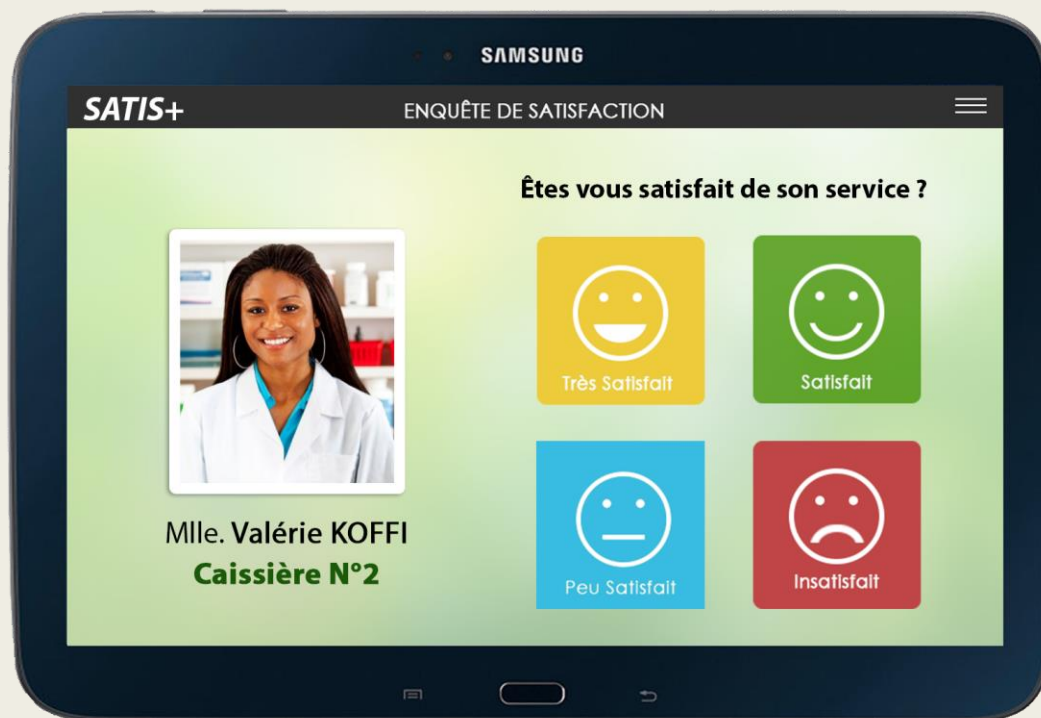 SAMSUNG
SATIS+
ENQUÊTE DE SATISFACTION
Êtes vous satisfait de son service ?
Très Satisfait
Satisfait
Mlle. Valérie KOFFI
Caissière N°2
Peu Satisfait
Insatisfait